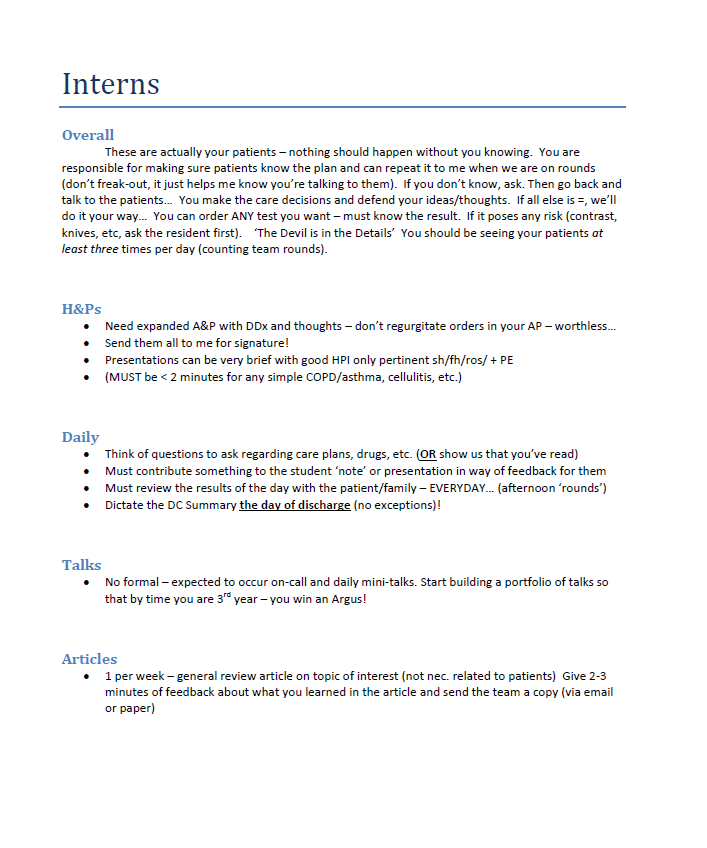 Interns
Overall
These are actually your patients – nothing should happen without you knowing.  You are
responsible for making sure patients know the plan and can repeat it to me when we are on rounds
(don't freak-out, it just helps me know you're talking to them).  If you don't know, ask. Then go back and
talk to the patients…  You make the care decisions and defend your ideas/thoughts.  If all else is =, we'll
do it your way…  You can order ANY test you want – must know the result.  If it poses any risk (contrast,
knives, etc, ask the resident first).   'The Devil is in the Details'  You should be seeing your patients at
least three times per day (counting team rounds).
H&Ps
• Need expanded A&P with DDx and thoughts – don't regurgitate orders in your AP – worthless…
• Send them all to me for signature!
• Presentations can be very brief with good HPI only pertinent sh/fh/ros/ + PE
• (MUST be < 2 minutes for any simple COPD/asthma, cellulitis, etc.)
Daily
• Think of questions to ask regarding care plans, drugs, etc. (OR show us that you've read)
• Must contribute something to the student 'note' or presentation in way of feedback for them
• Must review the results of the day with the patient/family – EVERYDAY… (afternoon 'rounds')
• Dictate the DC Summary the day of discharge (no exceptions)!
Talks
• No formal – expected to occur on-call and daily mini-talks. Start building a portfolio of talks so
that by time you are 3rd year – you win an Argus!
Articles
• 1 per week – general review article on topic of interest (not nec. related to patients)  Give 2-3
minutes of feedback about what you learned in the article and send the team a copy (via email
or paper)